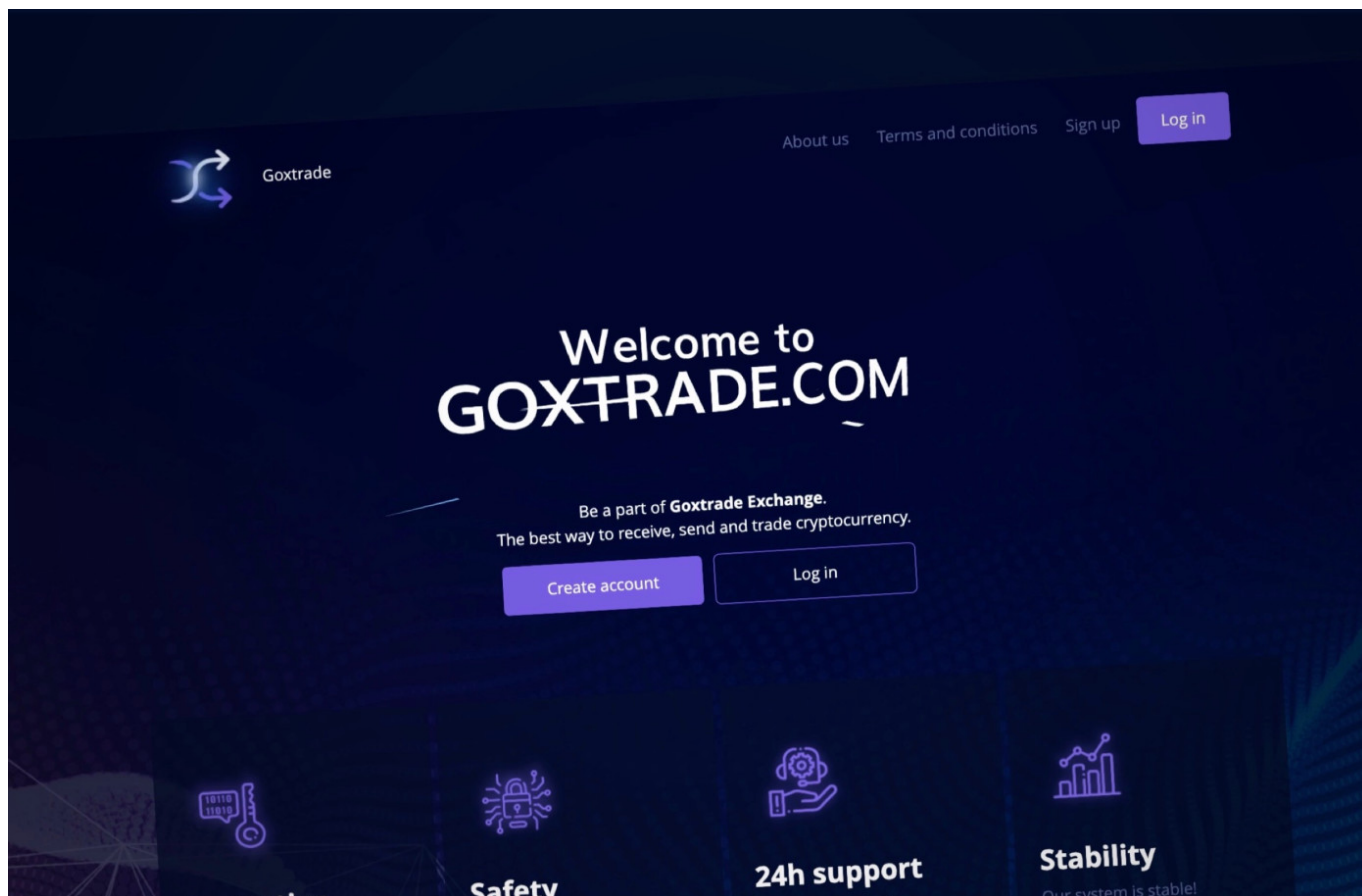 Goxtrade
About us
Terms and conditions
Sign up
Log in
Welcome to
GOXTRADE.COM
Be a part of Goxtrade Exchange.
The best way to receive, send and trade cryptocurrency.
Create account
Log in
10110
11010
Safety
24h support
Stability
Our system is stable!